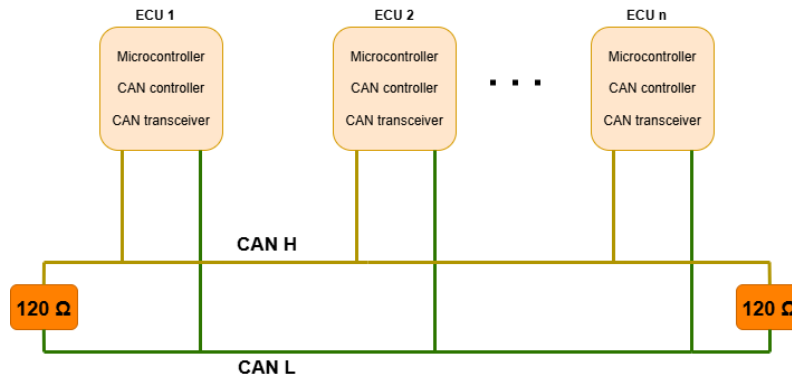 ECU 1
ECU 2
ECU n
Microcontroller
CAN controller
CAN transceiver
Microcontroller
CAN controller
CAN transceiver
. . .
Microcontroller
CAN controller
CAN transceiver
CAN H
120 Ω
120 Ω
CAN L